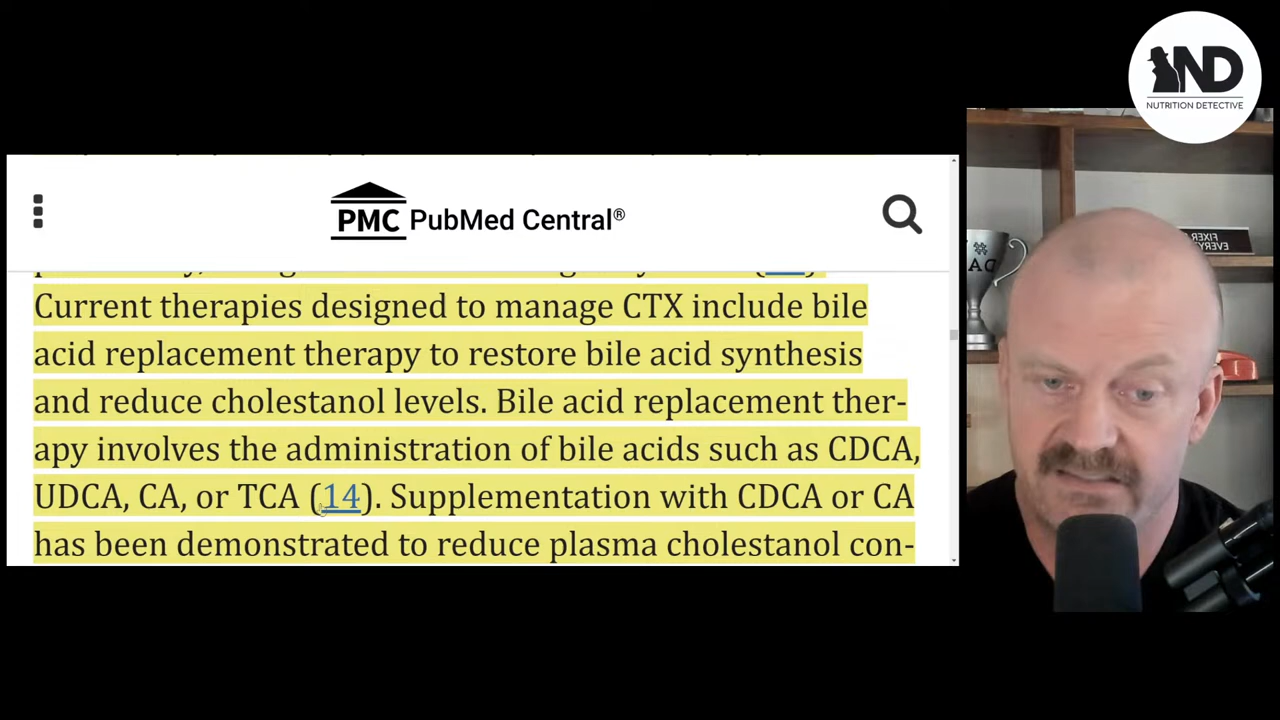 ND
NUTRITION DETECTIVE
PMC PubMed Central®
Current therapies designed to manage CTX include bile
acid replacement therapy to restore bile acid synthesis
and reduce cholestanol levels. Bile acid replacement ther-
apy involves the administration of bile acids such as CDCA,
UDCA, CA, or TCA (14). Supplementation with CDCA or CA
has been demonstrated to reduce plasma cholestanol con-
DA
FIXER
EVERY